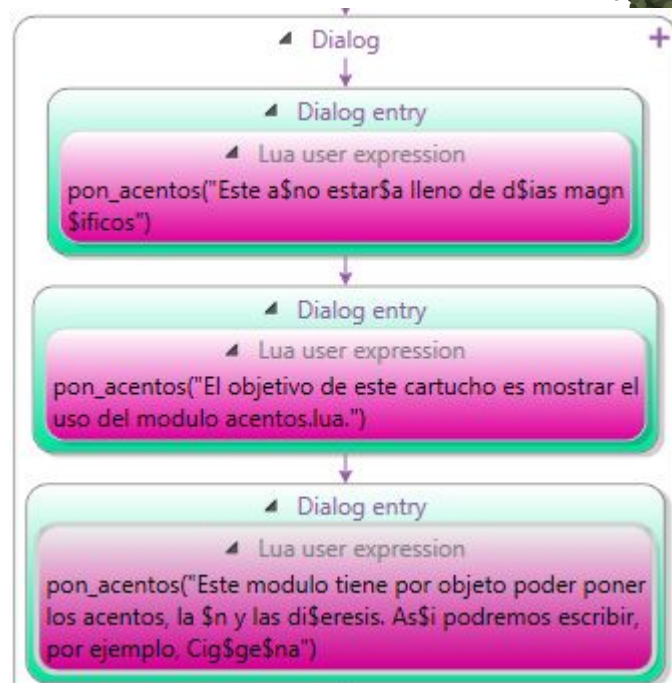 Dialog
Dialog entry
Lua user expression
pon_acentos("Este a$no estar$a lleno de d$ias magn
$ificos")
Dialog entry
Lua user expression
pon_acentos("El objetivo de este cartucho es mostrar el
uso del modulo acentos.lua.")
Dialog entry
Lua user expression
pon_acentos("Este modulo tiene por objeto poder poner
los acentos, la $n y las di$eresis. As$i podremos escribir,
por ejemplo, Cig$ge$na")